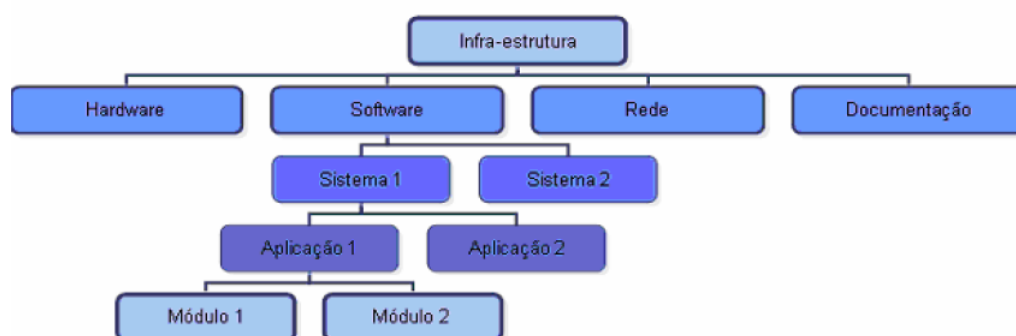 Infra-estrutura
Hardware
Software
Rede
Documentação
Sistema 1
Sistema 2
Aplicação 1
Aplicação 2
Módulo 1
Módulo 2